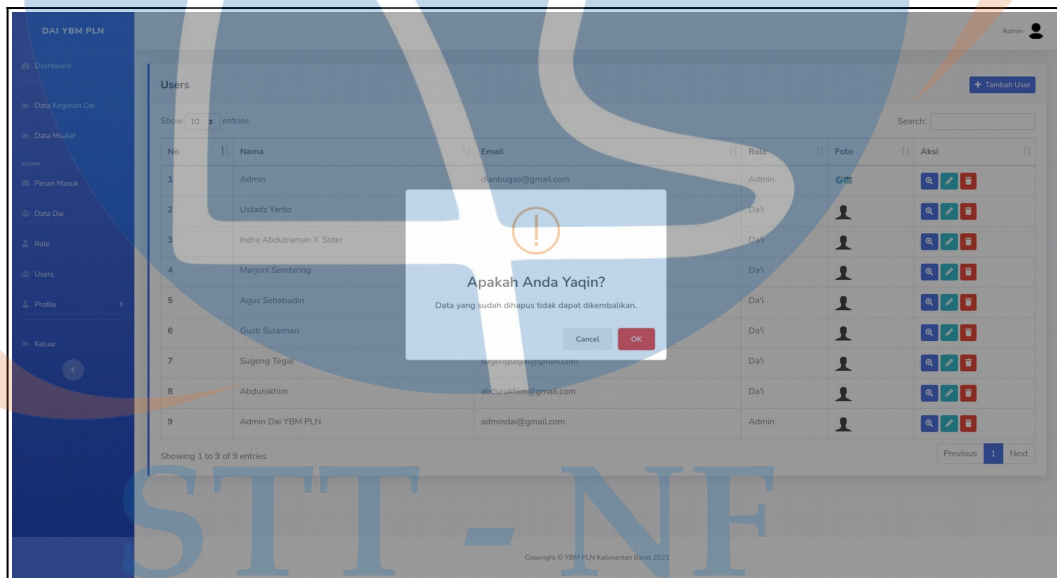 DAI YBM PLN
Admin
Dashboard
Data Kegiatan Dai
Data Mualaf
ADMIN
Pesan Masuk
Data Dai
Role
Users
Profile
Keluar
Users
+ Tambah User
Show 10 entries
Search:
No Nama Email Role Foto Aksi
1 Admin dianbugas@gmail.com Admin
2 Ustadz Yanto Da'i
3 Indra Abdulraman Y. Soter Da'i
4 Marjoni Sembiring Da'i
5 Agus Sehabudin Da'i
6 Gusti Sulaiman Da'i
7 Sugeng Tegal sugengtegal@gmail.com Da'i
8 Abdurokhim abdurokhim@gmail.com Da'i
9 Admin Dai YBM PLN admindai@gmail.com Admin
Apakah Anda Yaqin?
Data yang sudah dihapus tidak dapat dikembalikan.
Cancel OK
Showing 1 to 9 of 9 entries
Previous 1 Next
STT - NF
Copyright © YBM PLN Kalimantan Barat 2021